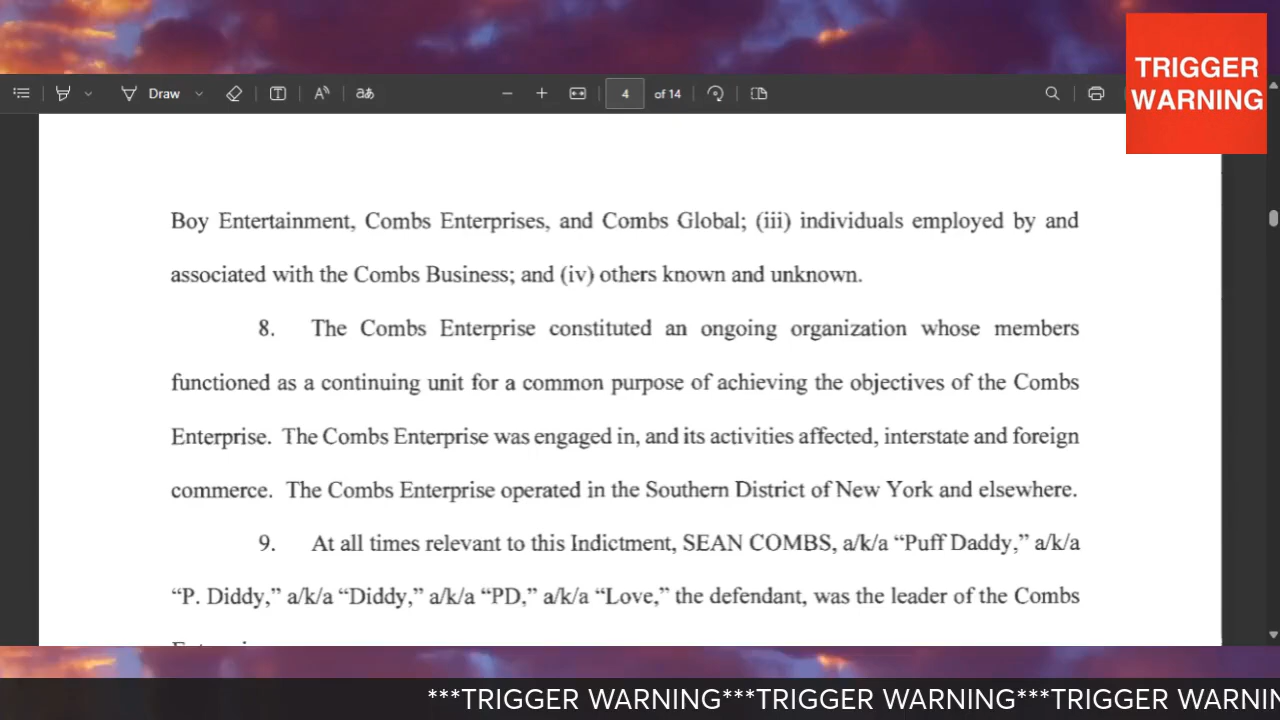 TRIGGER
WARNING
Draw
aあ
4 of 14
Boy Entertainment, Combs Enterprises, and Combs Global; (iii) individuals employed by and
associated with the Combs Business; and (iv) others known and unknown.
8. The Combs Enterprise constituted an ongoing organization whose members
functioned as a continuing unit for a common purpose of achieving the objectives of the Combs
Enterprise. The Combs Enterprise was engaged in, and its activities affected, interstate and foreign
commerce. The Combs Enterprise operated in the Southern District of New York and elsewhere.
9. At all times relevant to this Indictment, SEAN COMBS, a/k/a “Puff Daddy,” a/k/a
“P. Diddy,” a/k/a “Diddy,” a/k/a “PD,” a/k/a “Love,” the defendant, was the leader of the Combs
***TRIGGER WARNING***TRIGGER WARNING***TRIGGER WARNIN